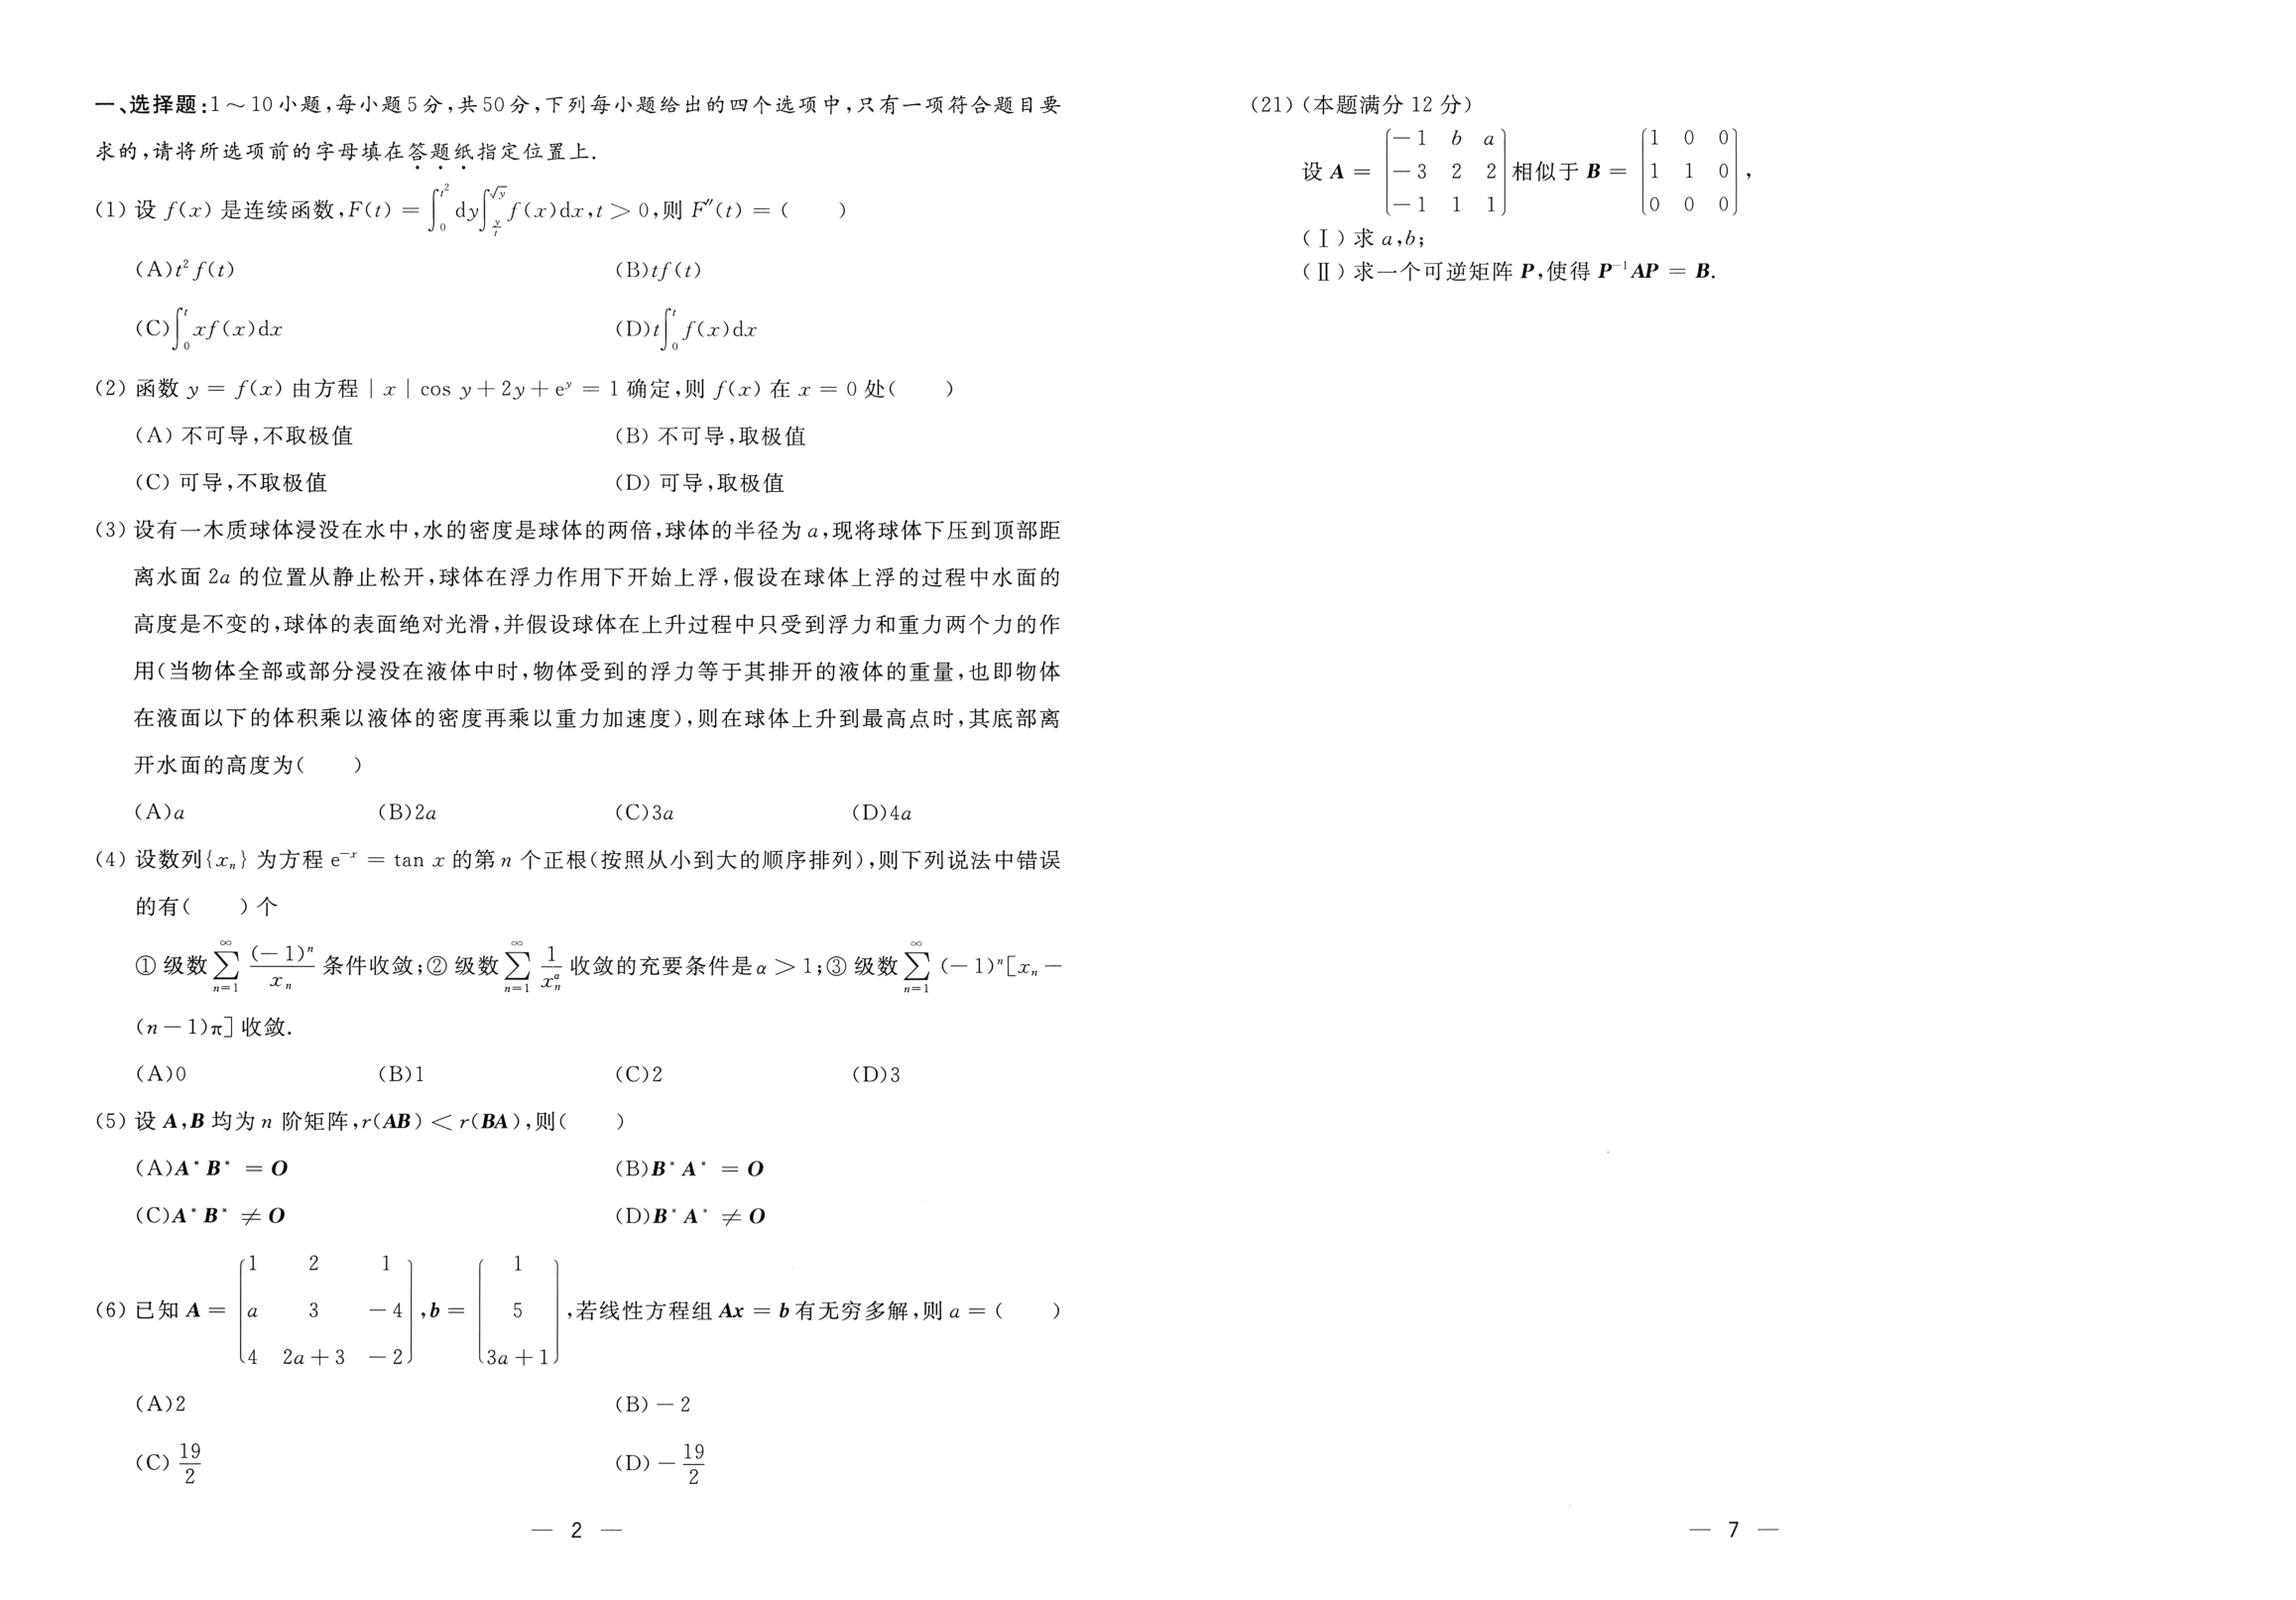 一、选择题:1～10小题,每小题5分,共50分,下列每小题给出的四个选项中,只有一项符合题目要
求的,请将所选项前的字母填在答题纸指定位置上.
(1) 设 f(x) 是连续函数,F(t) = ∫₀^{t²} dy ∫_{y/t}^{√y} f(x)dx,t > 0,则 F″(t) = (  )
(A)t² f(t) (B)tf(t)
(C)∫₀^t xf(x)dx (D)t∫₀^t f(x)dx
(2) 函数 y = f(x) 由方程 | x | cos y + 2y + e^y = 1 确定,则 f(x) 在 x = 0 处(  )
(A) 不可导,不取极值 (B) 不可导,取极值
(C) 可导,不取极值 (D) 可导,取极值
(3) 设有一木质球体浸没在水中,水的密度是球体的两倍,球体的半径为 a,现将球体下压到顶部距
离水面 2a 的位置从静止松开,球体在浮力作用下开始上浮,假设在球体上浮的过程中水面的
高度是不变的,球体的表面绝对光滑,并假设球体在上升过程中只受到浮力和重力两个力的作
用(当物体全部或部分浸没在液体中时,物体受到的浮力等于其排开的液体的重量,也即物体
在液面以下的体积乘以液体的密度再乘以重力加速度),则在球体上升到最高点时,其底部离
开水面的高度为(  )
(A)a (B)2a (C)3a (D)4a
(4) 设数列{x_n} 为方程 e^{-x} = tan x 的第 n 个正根(按照从小到大的顺序排列),则下列说法中错误
的有(  ) 个
① 级数 ∑_{n=1}^{∞} (-1)^n/x_n 条件收敛;② 级数 ∑_{n=1}^{∞} 1/x_n^α 收敛的充要条件是 α > 1;③ 级数 ∑_{n=1}^{∞} (-1)^n[x_n -
(n - 1)π] 收敛.
(A)0 (B)1 (C)2 (D)3
(5) 设 A,B 均为 n 阶矩阵,r(AB) < r(BA),则(  )
(A)A* B* = O (B)B* A* = O
(C)A* B* ≠ O (D)B* A* ≠ O
1 2 1 1
(6) 已知 A = a 3 -4 ,b = 5 ,若线性方程组 Ax = b 有无穷多解,则 a = (  )
4 2a+3 -2 3a+1
(A)2 (B) - 2
(C) 19/2 (D) - 19/2
— 2 —
(21) (本题满分 12 分)
-1 b a 1 0 0
设 A = -3 2 2 相似于 B = 1 1 0 ,
-1 1 1 0 0 0
(Ⅰ) 求 a,b;
(Ⅱ) 求一个可逆矩阵 P,使得 P⁻¹AP = B.
— 7 —